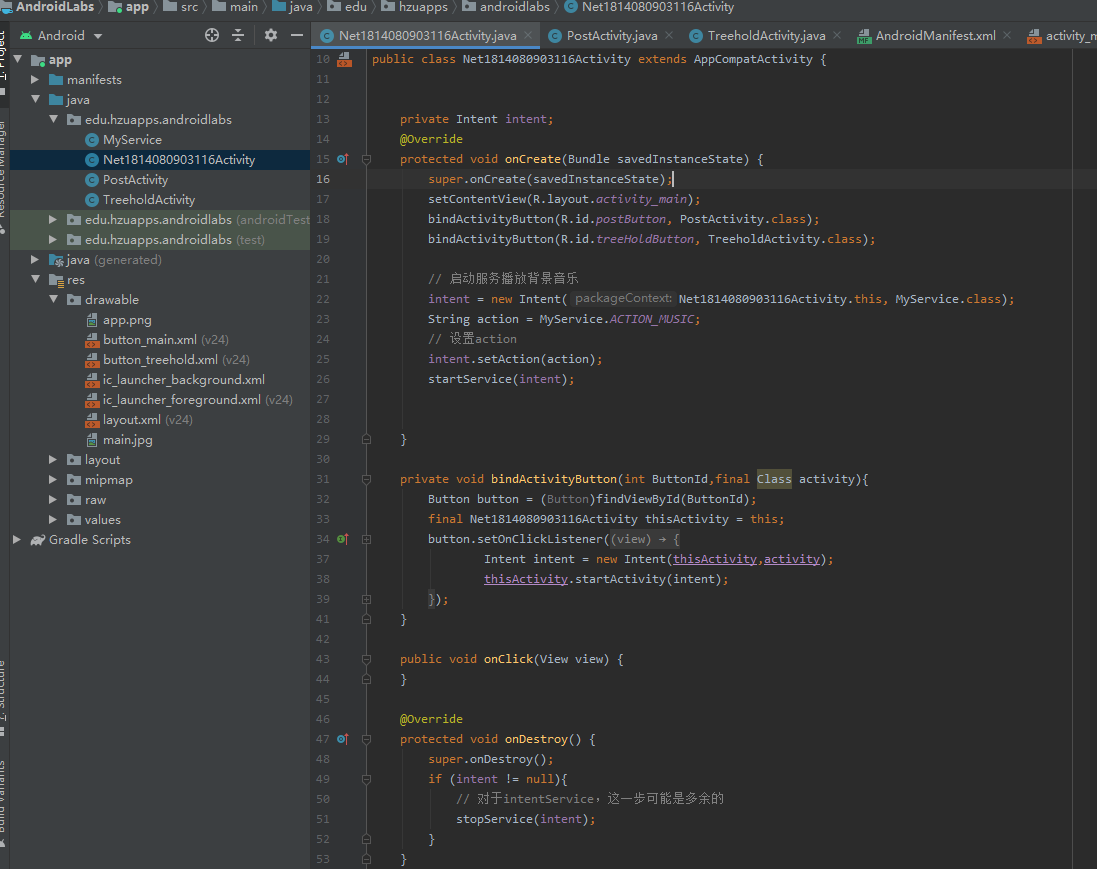 AndroidLabs app src main java edu hzuapps androidlabs Net1814080903116Activity
Android
Net1814080903116Activity.java PostActivity.java TreeholdActivity.java AndroidManifest.xml activity_m
1: Project
Resource Manager
Z: Structure
Build Variants
app
manifests
java
edu.hzuapps.androidlabs
MyService
Net1814080903116Activity
PostActivity
TreeholdActivity
edu.hzuapps.androidlabs (androidTest
edu.hzuapps.androidlabs (test)
java (generated)
res
drawable
app.png
button_main.xml (v24)
button_treehold.xml (v24)
ic_launcher_background.xml
ic_launcher_foreground.xml (v24)
layout.xml (v24)
main.jpg
layout
mipmap
raw
values
Gradle Scripts
10 public class Net1814080903116Activity extends AppCompatActivity {
11
12
13 private Intent intent;
14 @Override
15 protected void onCreate(Bundle savedInstanceState) {
16 super.onCreate(savedInstanceState);
17 setContentView(R.layout.activity_main);
18 bindActivityButton(R.id.postButton, PostActivity.class);
19 bindActivityButton(R.id.treeHoldButton, TreeholdActivity.class);
20
21 // 启动服务播放背景音乐
22 intent = new Intent( packageContext: Net1814080903116Activity.this, MyService.class);
23 String action = MyService.ACTION_MUSIC;
24 // 设置action
25 intent.setAction(action);
26 startService(intent);
27
28
29 }
30
31 private void bindActivityButton(int ButtonId,final Class activity){
32 Button button = (Button)findViewById(ButtonId);
33 final Net1814080903116Activity thisActivity = this;
34 button.setOnClickListener((view) → {
37 Intent intent = new Intent(thisActivity,activity);
38 thisActivity.startActivity(intent);
39 });
41 }
42
43 public void onClick(View view) {
44 }
45
46 @Override
47 protected void onDestroy() {
48 super.onDestroy();
49 if (intent != null){
50 // 对于intentService，这一步可能是多余的
51 stopService(intent);
52 }
53 }